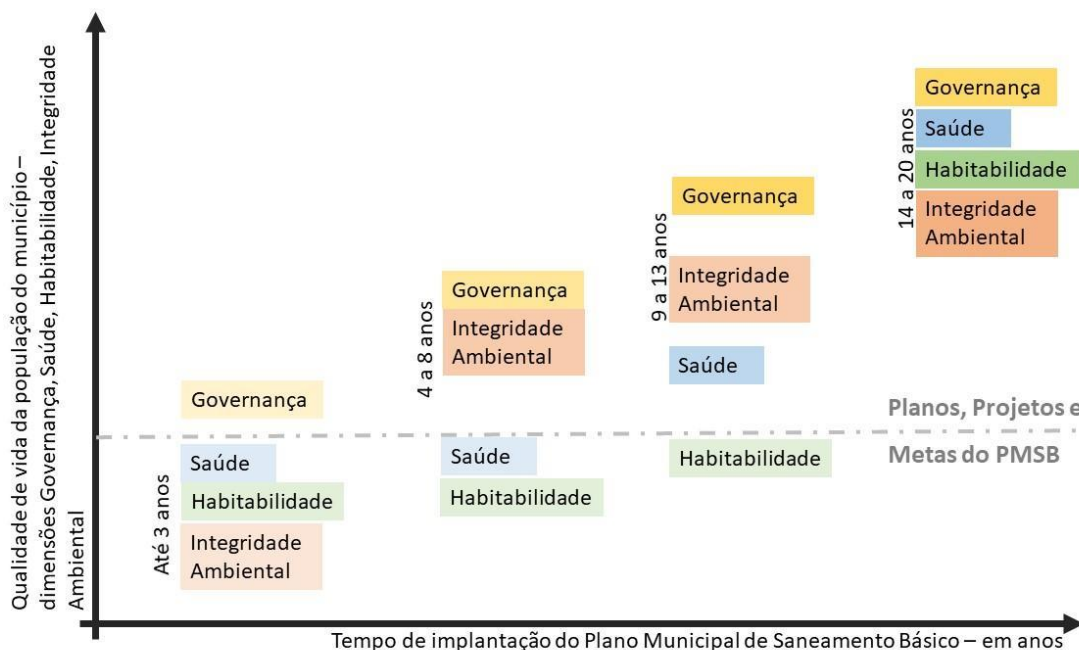 Qualidade de vida da população do município –
dimensões Governança, Saúde, Habitabilidade, Integridade
Ambiental
Até 3 anos
Governança
Saúde
Habitabilidade
Integridade
Ambiental
4 a 8 anos
Governança
Integridade
Ambiental
Saúde
Habitabilidade
9 a 13 anos
Governança
Integridade
Ambiental
Saúde
Habitabilidade
14 a 20 anos
Governança
Saúde
Habitabilidade
Integridade
Ambiental
Planos, Projetos e
Metas do PMSB
Tempo de implantação do Plano Municipal de Saneamento Básico – em anos